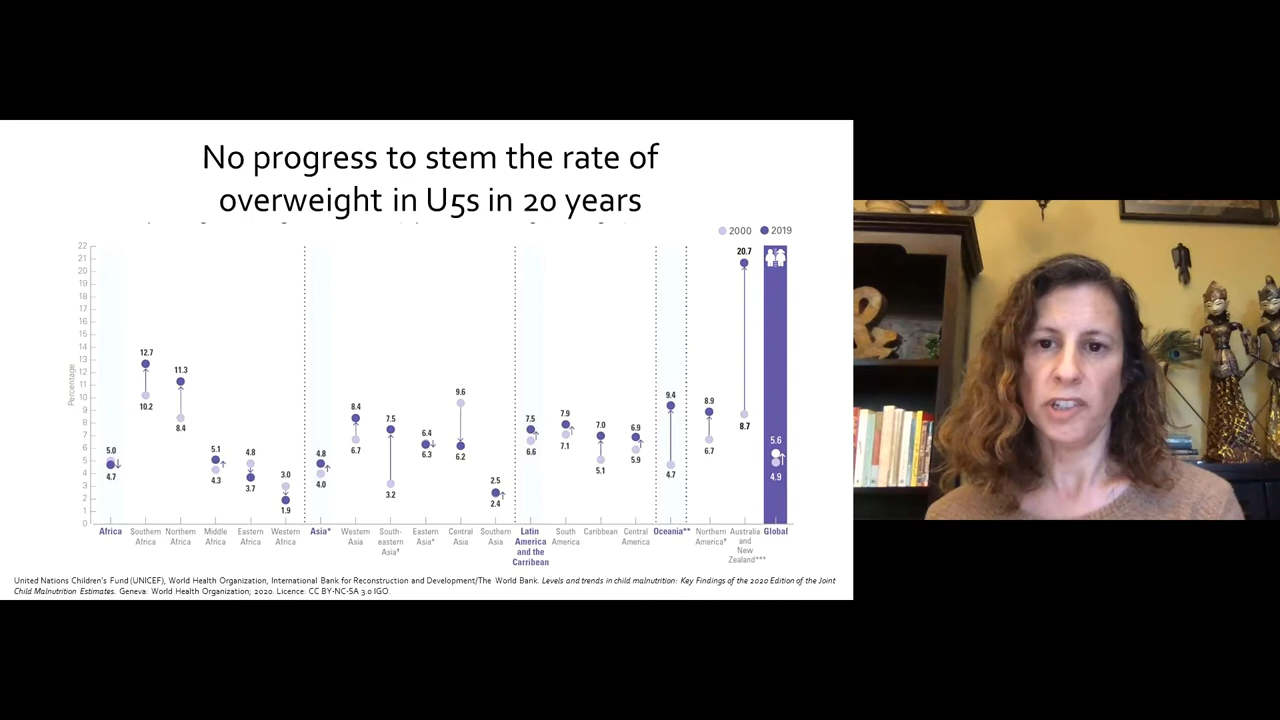 No progress to stem the rate of
overweight in U5s in 20 years
2000 2019
22
21
20
19
18
17
16
15
14
13
12
11
10
9
8
7
6
5
4
3
2
1
0
Percentage
5.0
4.7
12.7
10.2
11.3
8.4
5.1
4.3
4.8
3.7
3.0
1.9
4.8
4.0
8.4
6.7
7.5
3.2
6.4
6.3
9.6
6.2
2.5
2.4
7.5
6.6
7.9
7.1
7.0
5.1
6.9
5.9
9.4
4.7
8.9
6.7
20.7
8.7
5.6
4.9
Africa
Southern
Africa
Northern
Africa
Middle
Africa
Eastern
Africa
Western
Africa
Asia*
Western
Asia
South-
eastern
Asia†
Eastern
Asia*
Central
Asia
Southern
Asia
Latin
America
and the
Carribean
South
America
Caribbean
Central
America
Oceania**
Northern
America†
Australia
and
New
Zealand***
Global
United Nations Children's Fund (UNICEF), World Health Organization, International Bank for Reconstruction and Development/The World Bank. Levels and trends in child malnutrition: Key Findings of the 2020 Edition of the Joint
Child Malnutrition Estimates. Geneva: World Health Organization; 2020. Licence: CC BY-NC-SA 3.0 IGO.